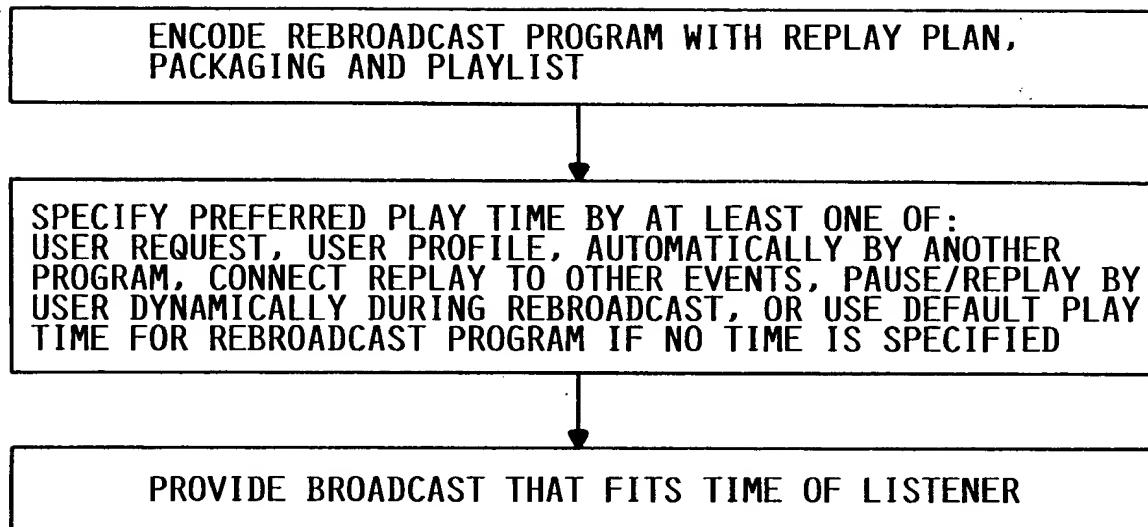 ENCODE REBROADCAST PROGRAM WITH REPLAY PLAN,
PACKAGING AND PLAYLIST
SPECIFY PREFERRED PLAY TIME BY AT LEAST ONE OF:
USER REQUEST, USER PROFILE, AUTOMATICALLY BY ANOTHER
PROGRAM, CONNECT REPLAY TO OTHER EVENTS, PAUSE/REPLAY BY
USER DYNAMICALLY DURING REBROADCAST, OR USE DEFAULT PLAY
TIME FOR REBROADCAST PROGRAM IF NO TIME IS SPECIFIED
PROVIDE BROADCAST THAT FITS TIME OF LISTENER